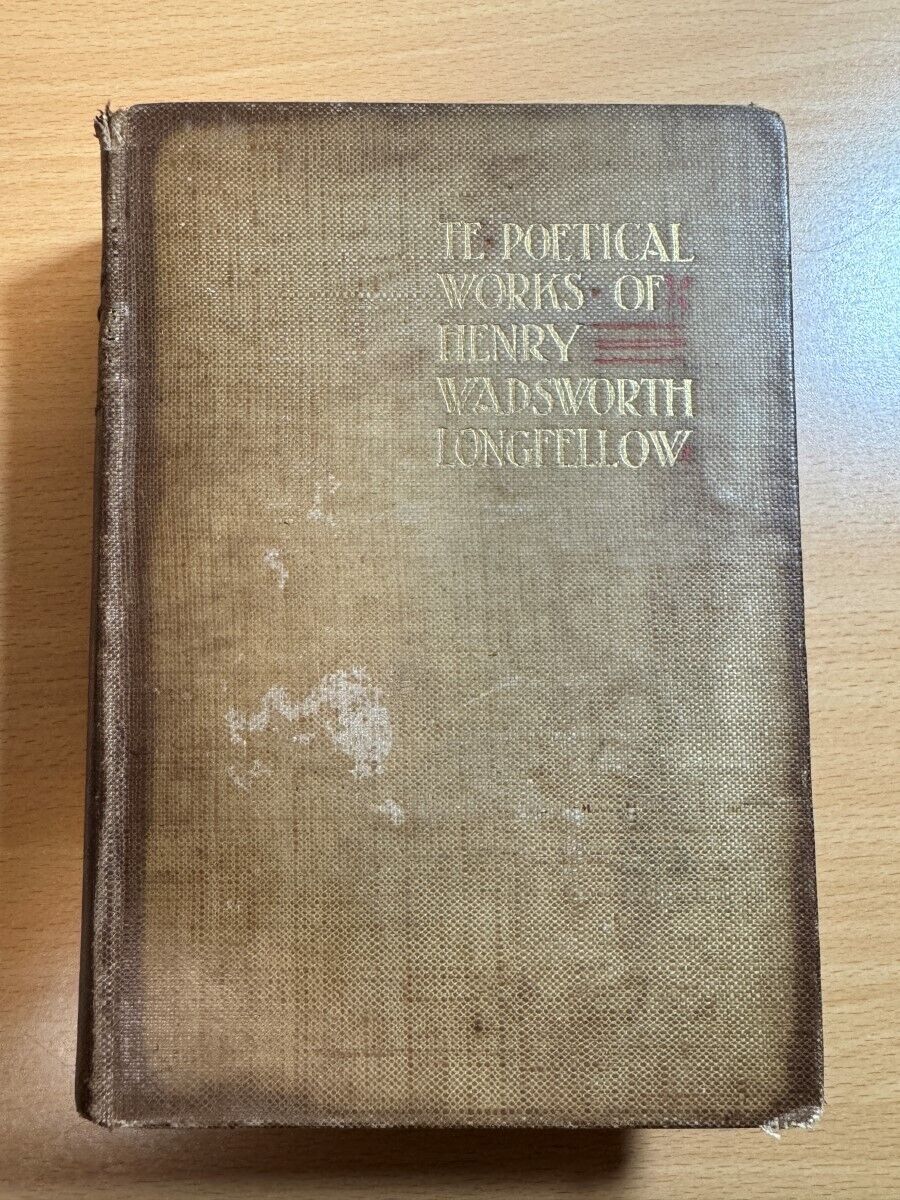 THE · POETICAL
WORKS · OF
HENRY
WADSWORTH
LONGFELLOW